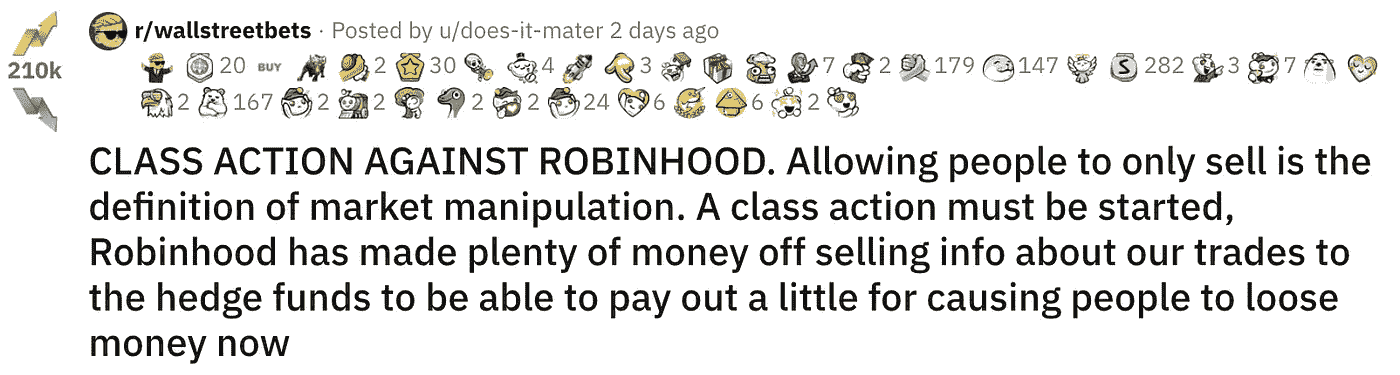 r/wallstreetbets · Posted by u/does-it-mater 2 days ago
20 BUY 2 30 4 3 7 2 179 147 S 282 3 7
210k
2 167 2 2 2 2 24 6 6 2
CLASS ACTION AGAINST ROBINHOOD. Allowing people to only sell is the
definition of market manipulation. A class action must be started,
Robinhood has made plenty of money off selling info about our trades to
the hedge funds to be able to pay out a little for causing people to loose
money now